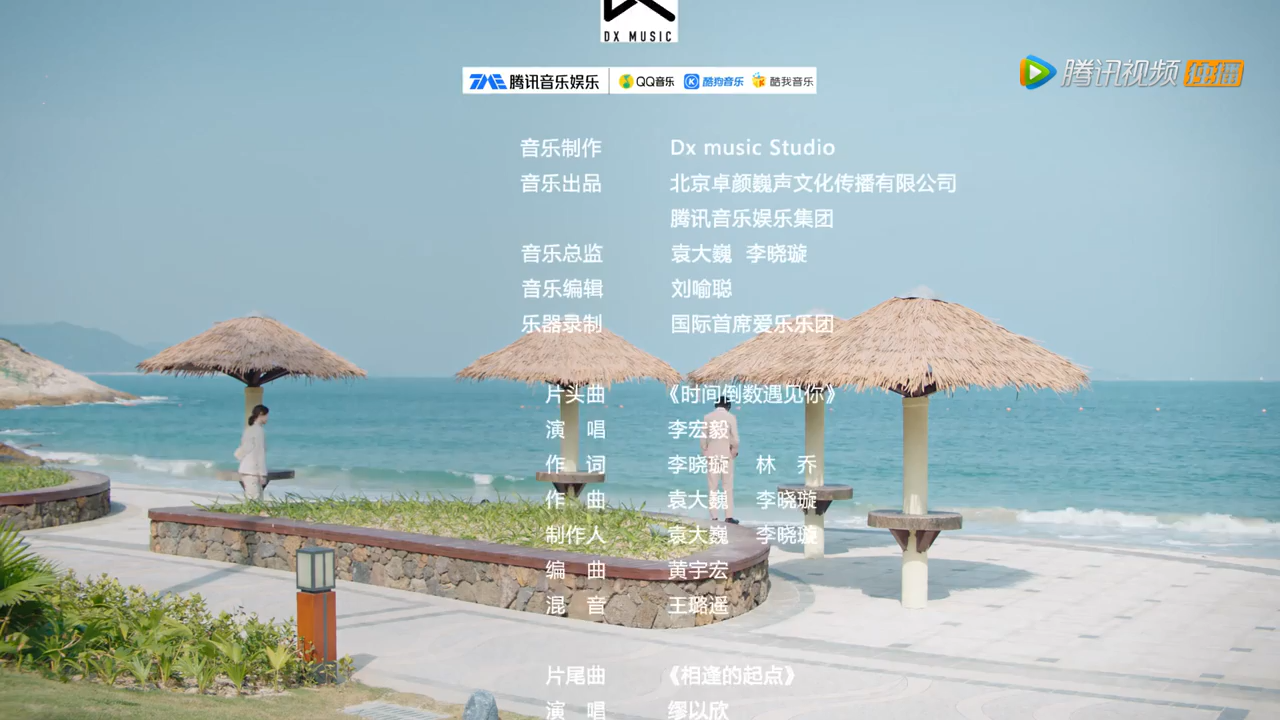 DX MUSIC
TME 腾讯音乐娱乐 QQ音乐 酷狗音乐 酷我音乐
腾讯视频 独播
音乐制作 Dx music Studio
音乐出品 北京卓颜巍声文化传播有限公司
腾讯音乐娱乐集团
音乐总监 袁大巍 李晓璇
音乐编辑 刘喻聪
乐器录制 国际首席爱乐乐团
片头曲 《时间倒数遇见你》
演 唱 李宏毅
作 词 李晓璇 林 乔
作 曲 袁大巍 李晓璇
制作人 袁大巍 李晓璇
编 曲 黄宇宏
混 音 王璐遥
片尾曲 《相逢的起点》
演 唱 缪以欣